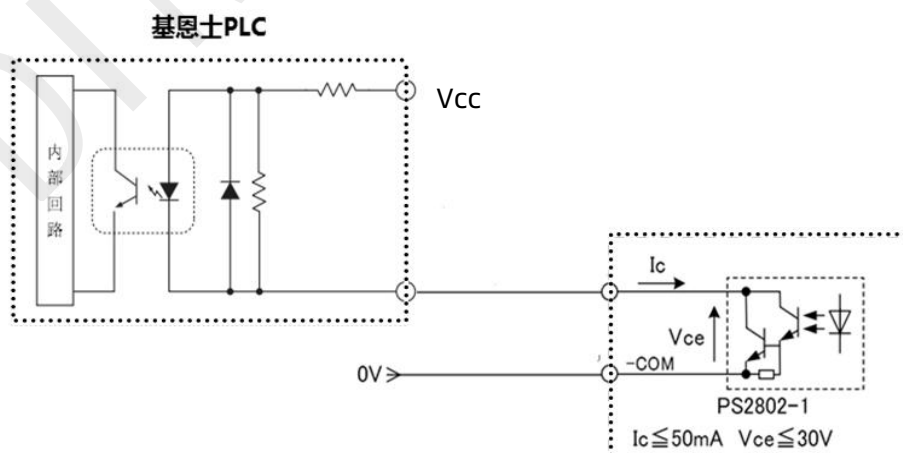 基恩士PLC
Vcc
内
部
回
路
Ic
Vce
0V
-COM
PS2802-1
Ic≦50mA Vce≦30V